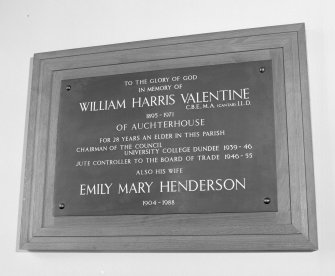 TO THE GLORY OF GOD
IN MEMORY OF
WILLIAM HARRIS VALENTINE
C.B.E., M.A. (CANTAB) LL.D.
1895 - 1971
OF AUCHTERHOUSE
FOR 28 YEARS AN ELDER IN THIS PARISH
CHAIRMAN OF THE COUNCIL
UNIVERSITY COLLEGE DUNDEE 1939 - 46
JUTE CONTROLLER TO THE BOARD OF TRADE 1946 - 55
ALSO HIS WIFE
EMILY MARY HENDERSON
1904 - 1988